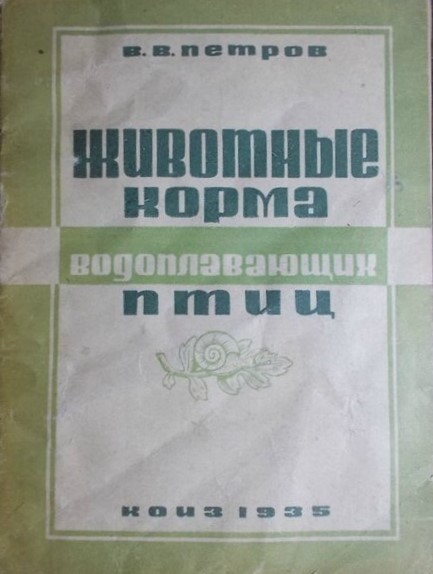 В. В. ПЕТРОВ
ЖИВОТНЫЕ
КОРМА
ВОДОПЛАВАЮЩИХ
ПТИЦ
КОИЗ 1935